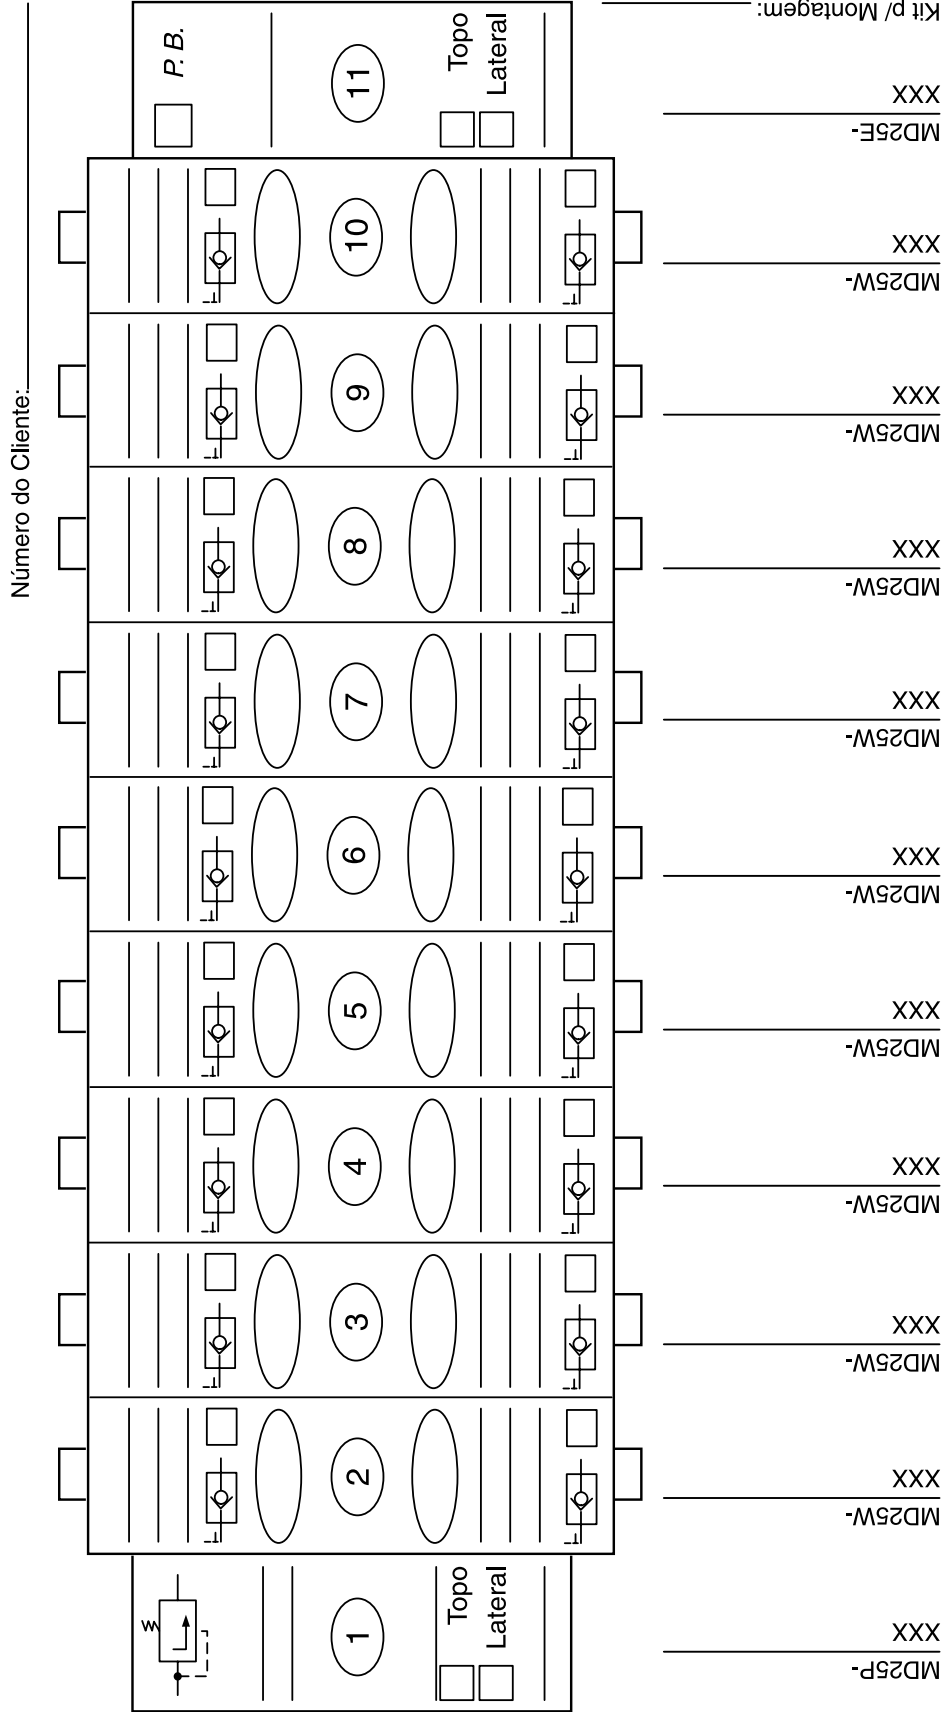 Número do Cliente:
P. B.
11
Topo
Lateral
10
9
8
7
6
5
4
3
2
1
Topo
Lateral
Kit p/ Montagem:
MD25E-
XXX
MD25W-
XXX
MD25W-
XXX
MD25W-
XXX
MD25W-
XXX
MD25W-
XXX
MD25W-
XXX
MD25W-
XXX
MD25W-
XXX
MD25W-
XXX
MD25P-
XXX